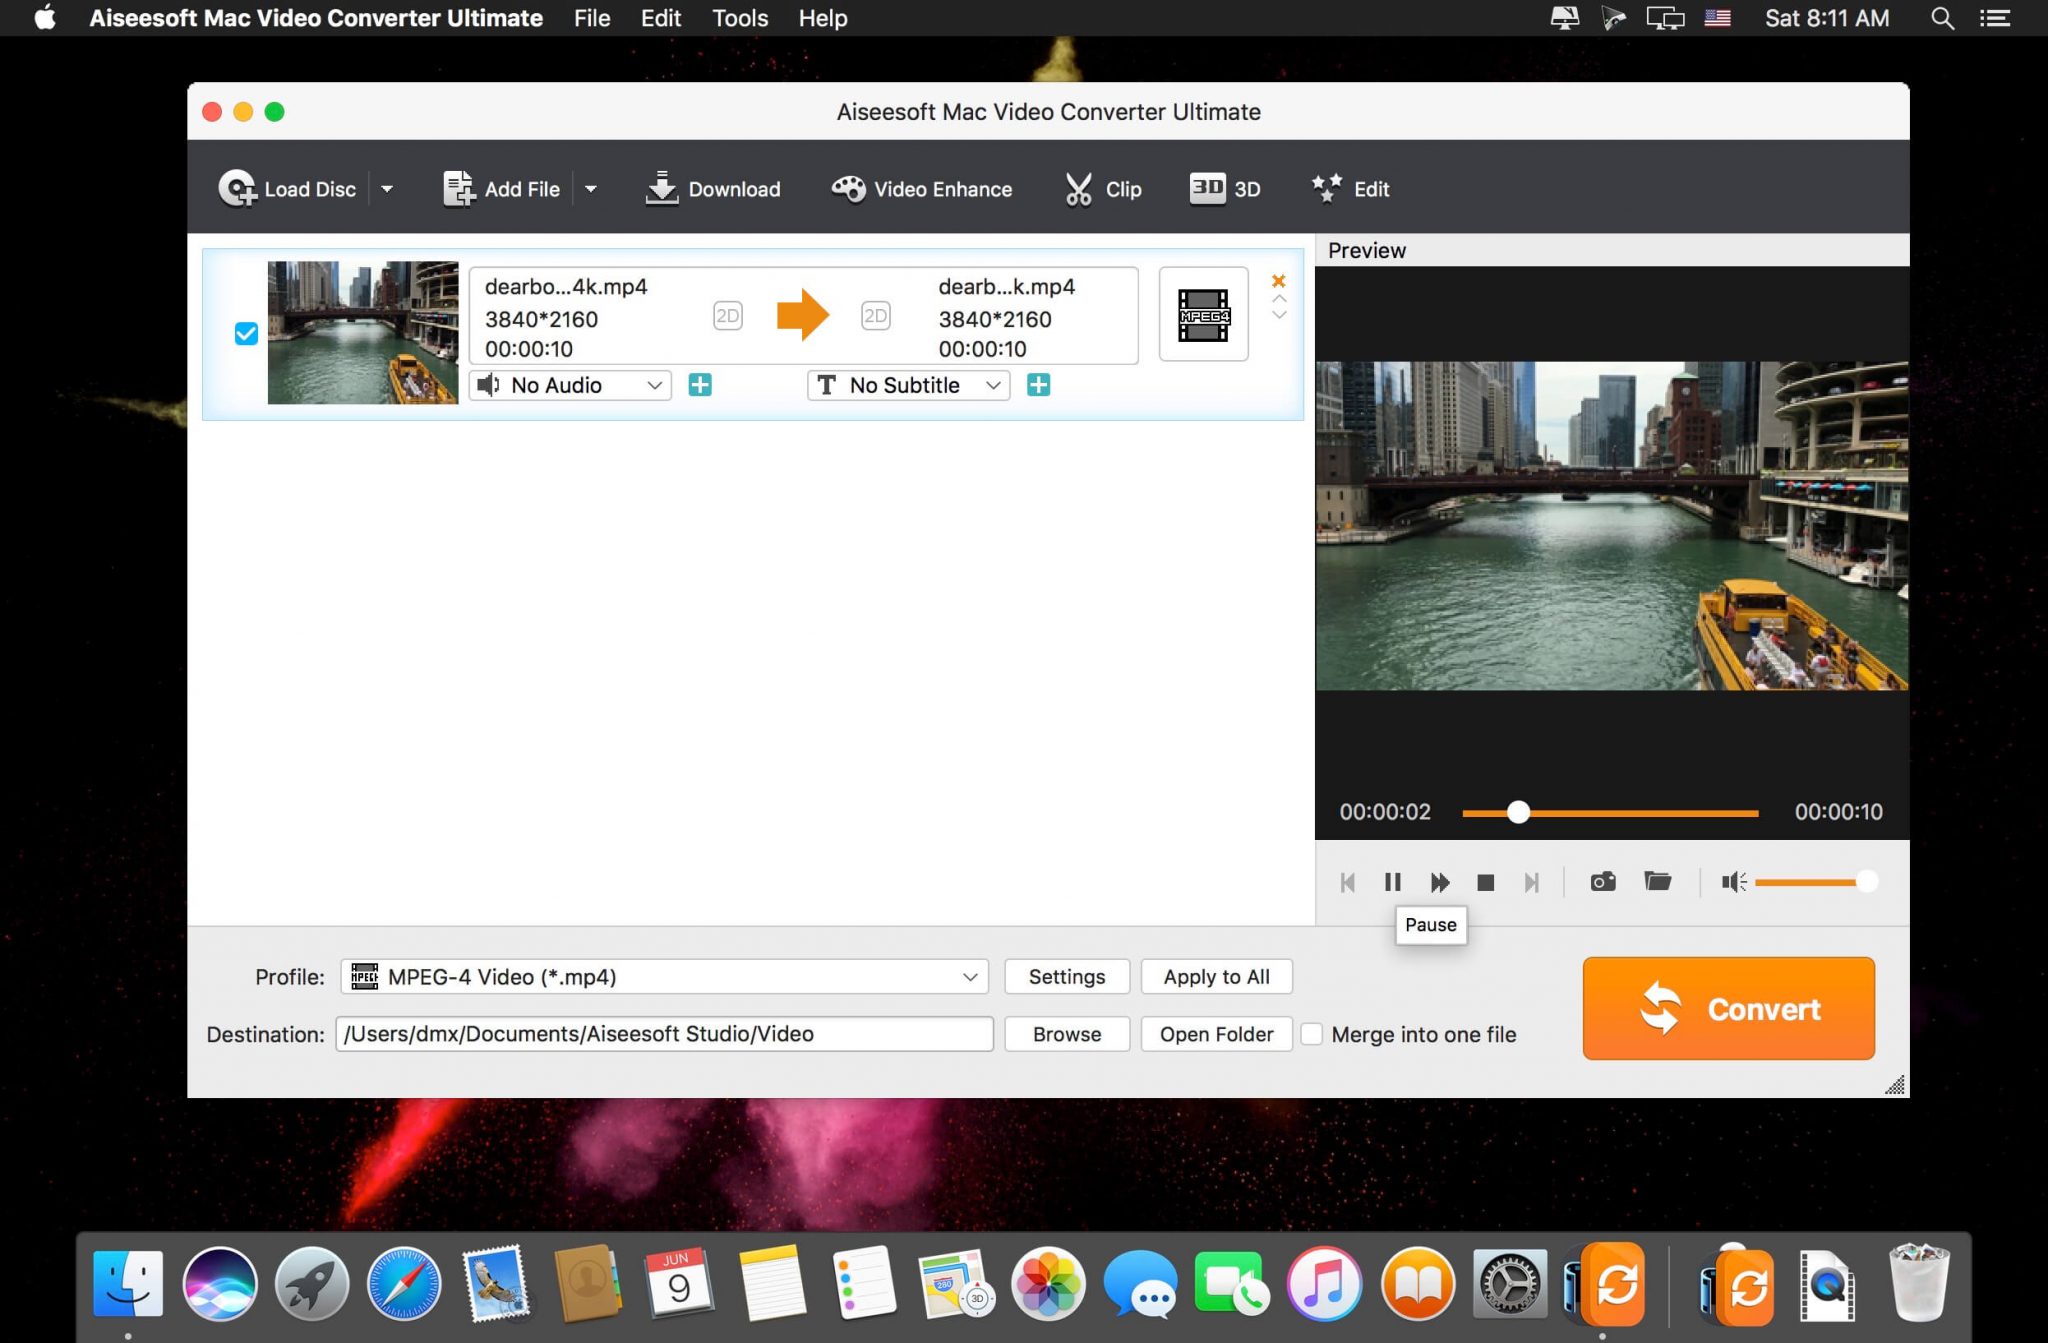 Aiseesoft Mac Video Converter Ultimate File Edit Tools Help Sat 8:11 AM
Aiseesoft Mac Video Converter Ultimate
Load Disc Add File Download Video Enhance Clip 3D 3D Edit
Preview
dearbo...4k.mp4 dearb...k.mp4
3840*2160 2D 2D 3840*2160 MPEG4
00:00:10 00:00:10
No Audio T No Subtitle
00:00:02 00:00:10
Pause
Profile: MPEG-4 Video (*.mp4) Settings Apply to All
Convert
Destination: /Users/dmx/Documents/Aiseesoft Studio/Video Browse Open Folder Merge into one file
JUN
9
280
3D